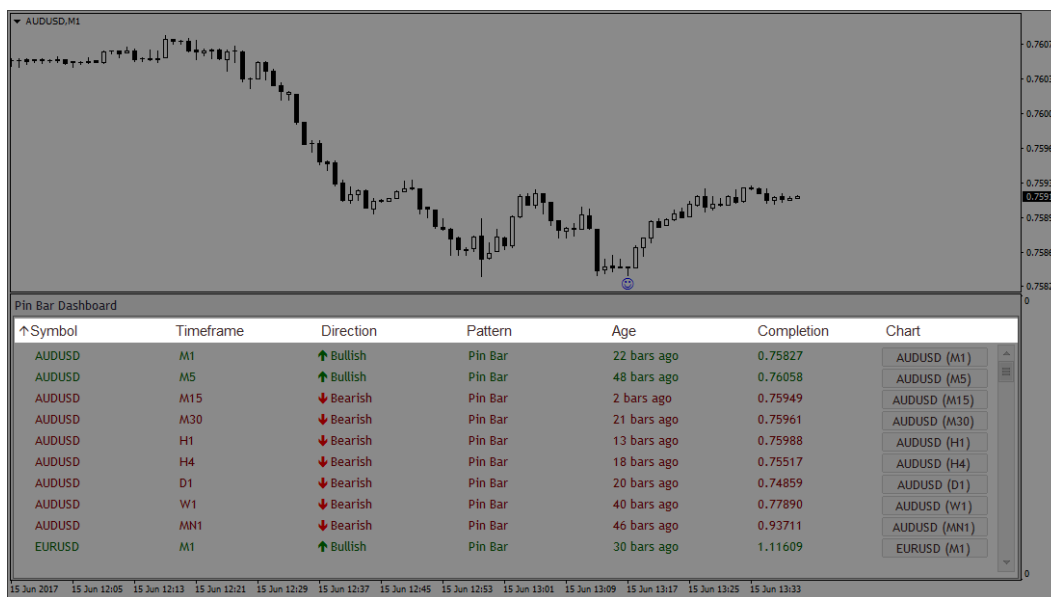 AUDUSD,M1
0.7607
0.7603
0.7600
0.7596
0.7593
0.7591
0.7589
0.7586
0.7582
Pin Bar Dashboard
0
↑Symbol Timeframe Direction Pattern Age Completion Chart
AUDUSD M1 Bullish Pin Bar 22 bars ago 0.75827 AUDUSD (M1)
AUDUSD M5 Bullish Pin Bar 48 bars ago 0.76058 AUDUSD (M5)
AUDUSD M15 Bearish Pin Bar 2 bars ago 0.75949 AUDUSD (M15)
AUDUSD M30 Bearish Pin Bar 21 bars ago 0.75961 AUDUSD (M30)
AUDUSD H1 Bearish Pin Bar 13 bars ago 0.75988 AUDUSD (H1)
AUDUSD H4 Bearish Pin Bar 18 bars ago 0.75517 AUDUSD (H4)
AUDUSD D1 Bearish Pin Bar 20 bars ago 0.74859 AUDUSD (D1)
AUDUSD W1 Bearish Pin Bar 40 bars ago 0.77890 AUDUSD (W1)
AUDUSD MN1 Bearish Pin Bar 46 bars ago 0.93711 AUDUSD (MN1)
EURUSD M1 Bullish Pin Bar 30 bars ago 1.11609 EURUSD (M1)
0
15 Jun 2017 15 Jun 12:05 15 Jun 12:13 15 Jun 12:21 15 Jun 12:29 15 Jun 12:37 15 Jun 12:45 15 Jun 12:53 15 Jun 13:01 15 Jun 13:09 15 Jun 13:17 15 Jun 13:25 15 Jun 13:33